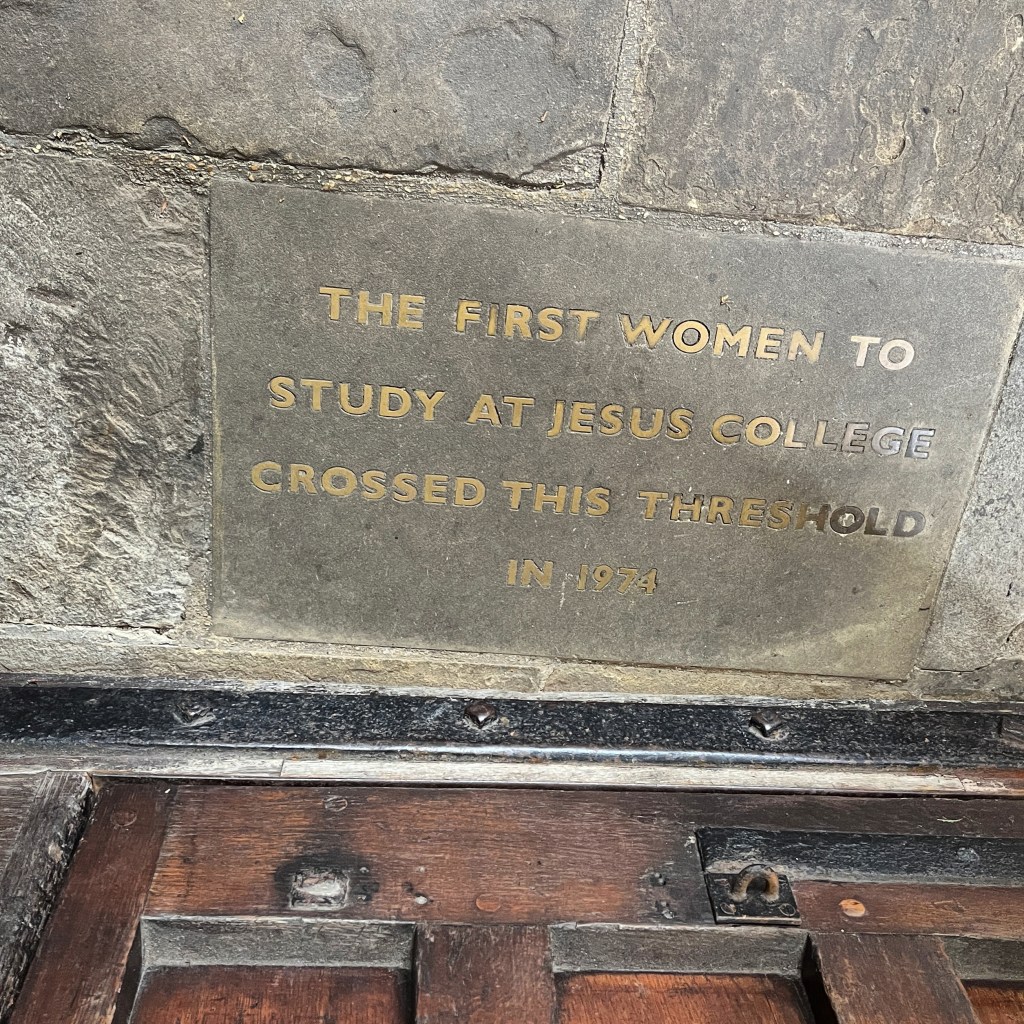 THE FIRST WOMEN TO
STUDY AT JESUS COLLEGE
CROSSED THIS THRESHOLD
IN 1974